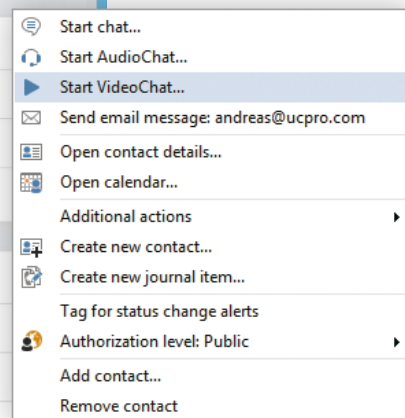 Start chat...
Start AudioChat...
Start VideoChat...
Send email message: andreas@ucpro.com
Open contact details...
Open calendar...
Additional actions
Create new contact...
Create new journal item...
Tag for status change alerts
Authorization level: Public
Add contact...
Remove contact